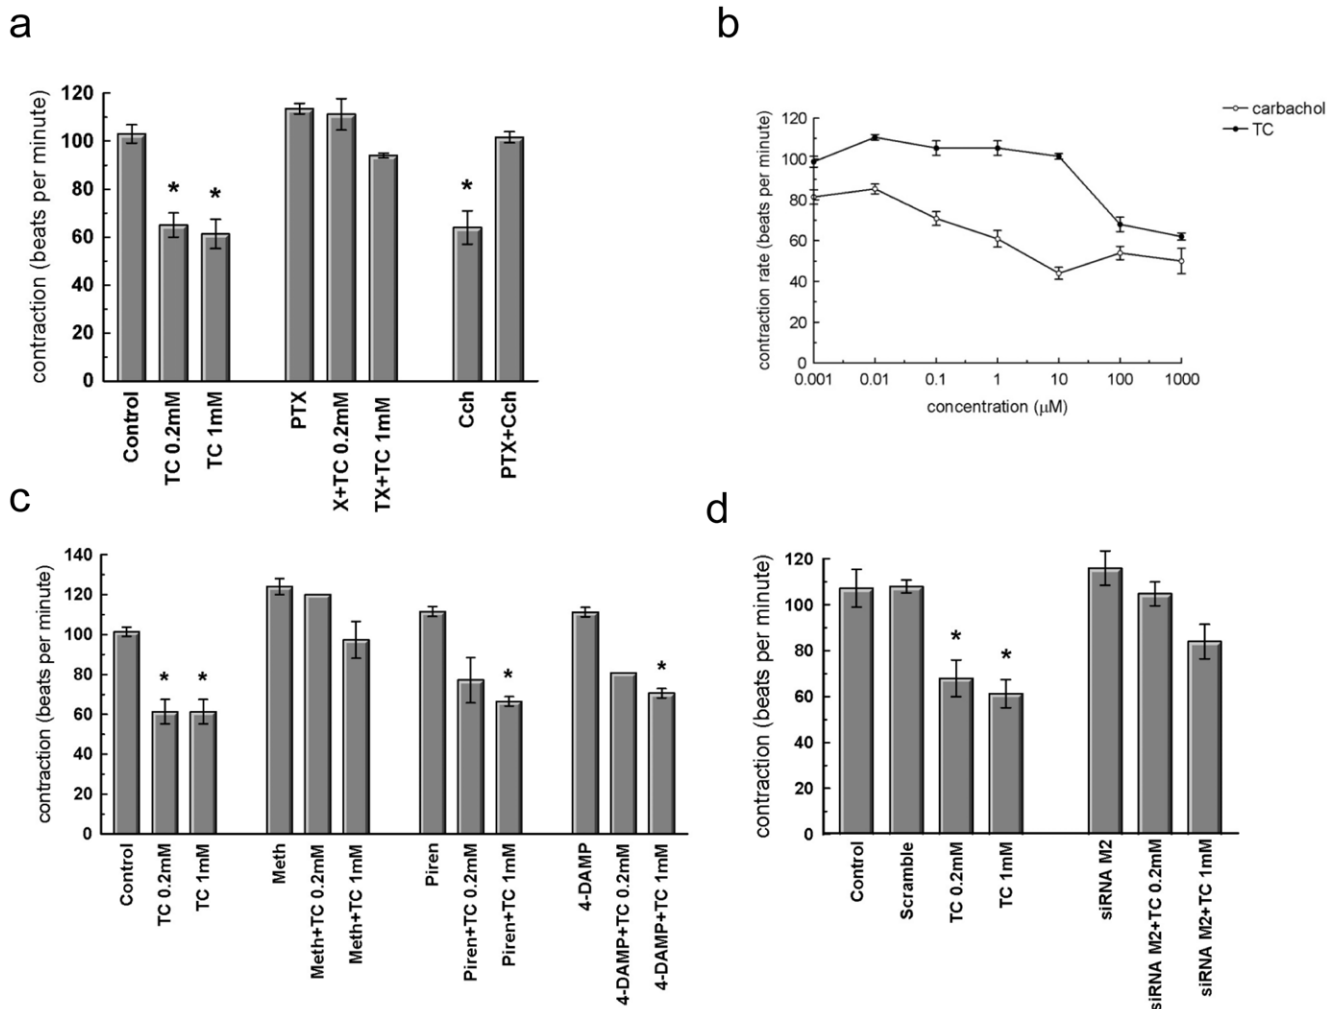 a
contraction (beats per minute)
120
100
80
60
40
20
0
* * *
Control
TC 0.2mM
TC 1mM
PTX
X+TC 0.2mM
TX+TC 1mM
Cch
PTX+Cch
b
carbachol
TC
contraction rate (beats per minute)
120
100
80
60
40
20
0
0.001 0.01 0.1 1 10 100 1000
concentration (µM)
c
contraction (beats per minute)
140
120
100
80
60
40
20
0
* * * *
Control
TC 0.2mM
TC 1mM
Meth
Meth+TC 0.2mM
Meth+TC 1mM
Piren
Piren+TC 0.2mM
Piren+TC 1mM
4-DAMP
4-DAMP+TC 0.2mM
4-DAMP+TC 1mM
d
contraction (beats per minute)
120
100
80
60
40
20
0
* *
Control
Scramble
TC 0.2mM
TC 1mM
siRNA M2
siRNA M2+TC 0.2mM
siRNA M2+TC 1mM